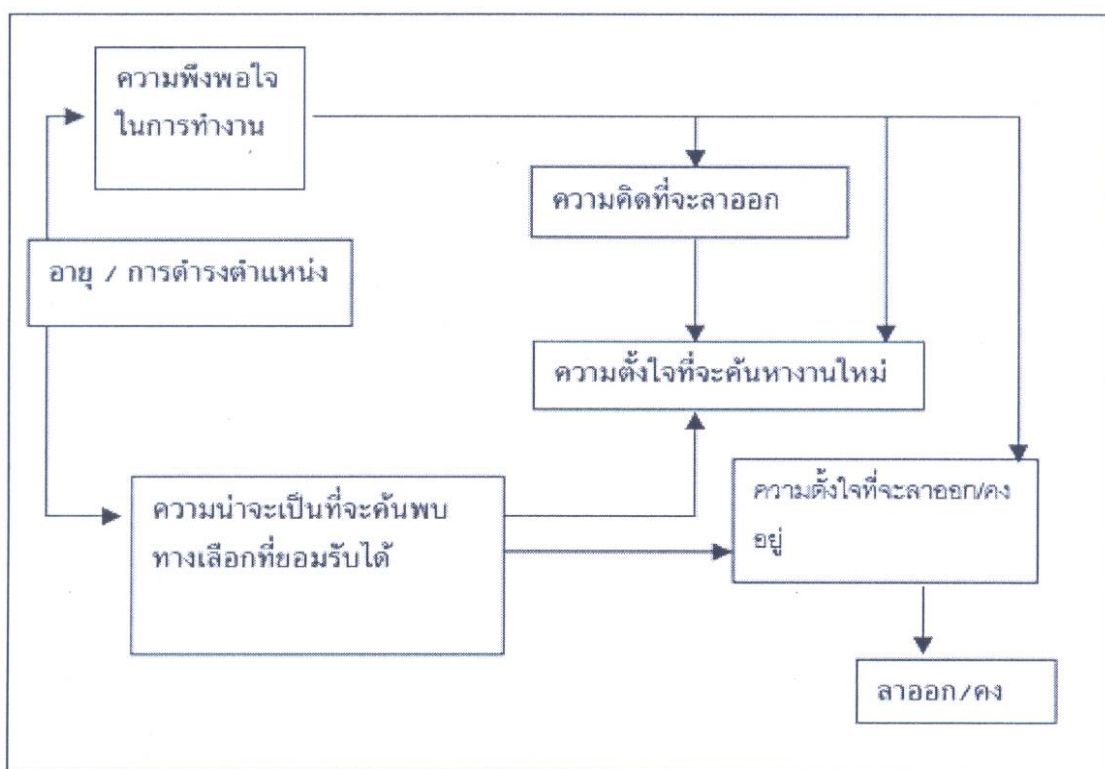 ความพึงพอใจ
ในการทำงาน
ความคิดที่จะลาออก
อายุ / การดำรงตำแหน่ง
ความตั้งใจที่จะค้นหางานใหม่
ความน่าจะเป็นที่จะค้นพบ
ทางเลือกที่ยอมรับได้
ความตั้งใจที่จะลาออก/คง
อยู่
ลาออก/คง